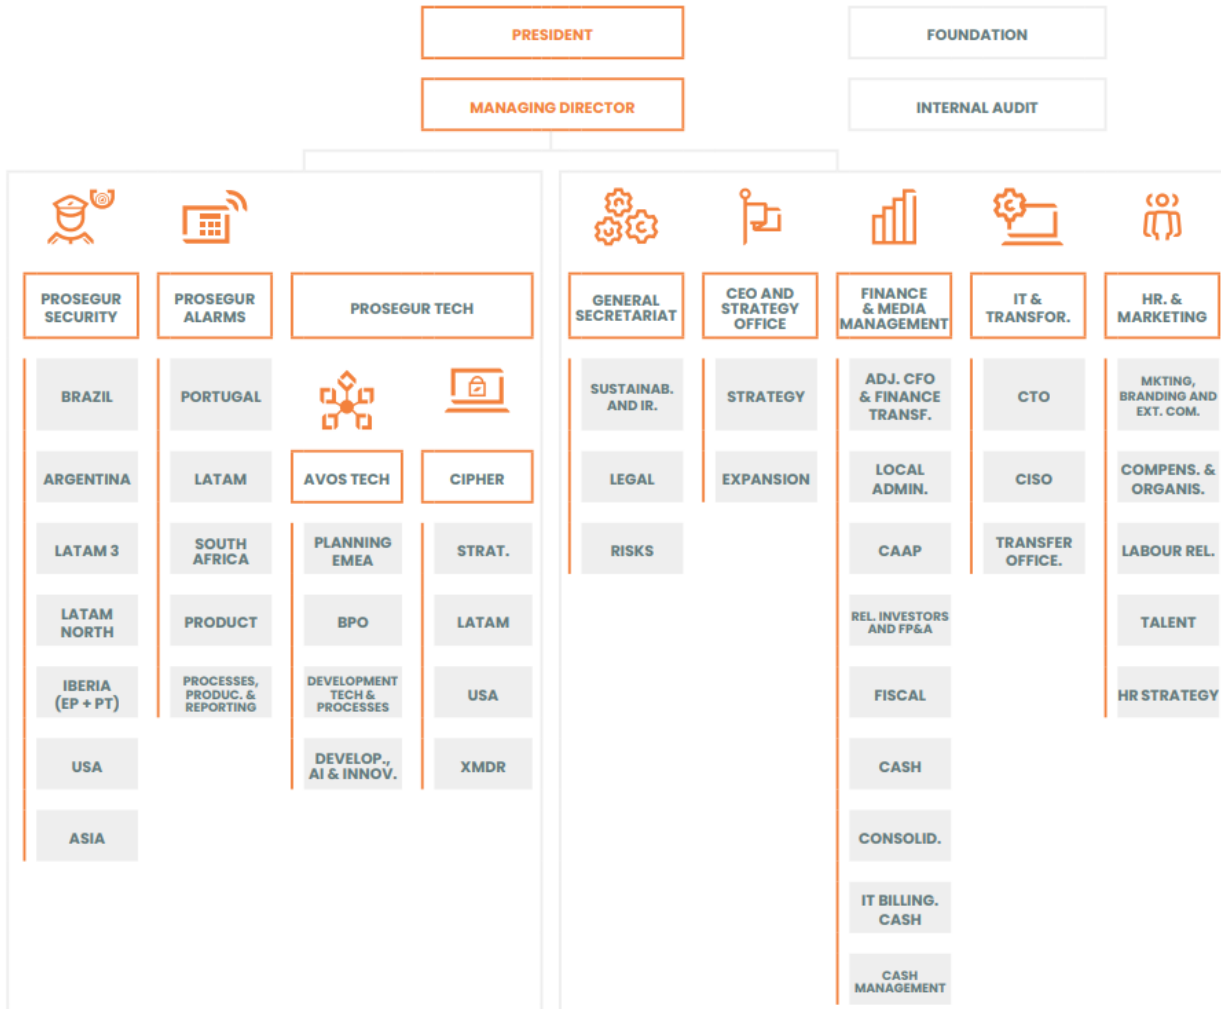 PRESIDENT
FOUNDATION
MANAGING DIRECTOR
INTERNAL AUDIT
PROSEGUR
SECURITY
BRAZIL
ARGENTINA
LATAM 3
LATAM
NORTH
IBERIA
(EP + PT)
USA
ASIA
PROSEGUR
ALARMS
PORTUGAL
LATAM
SOUTH
AFRICA
PRODUCT
PROCESSES,
PRODUC. &
REPORTING
PROSEGUR TECH
AVOS TECH
PLANNING
EMEA
BPO
DEVELOPMENT
TECH &
PROCESSES
DEVELOP.,
AI & INNOV.
CIPHER
STRAT.
LATAM
USA
XMDR
GENERAL
SECRETARIAT
SUSTAINAB.
AND IR.
LEGAL
RISKS
CEO AND
STRATEGY
OFFICE
STRATEGY
EXPANSION
FINANCE
& MEDIA
MANAGEMENT
ADJ. CFO
& FINANCE
TRANSF.
LOCAL
ADMIN.
CAAP
REL. INVESTORS
AND FP&A
FISCAL
CASH
CONSOLID.
IT BILLING.
CASH
CASH
MANAGEMENT
IT &
TRANSFOR.
CTO
CISO
TRANSFER
OFFICE.
HR. &
MARKETING
MKTING,
BRANDING AND
EXT. COM.
COMPENS. &
ORGANIS.
LABOUR REL.
TALENT
HR STRATEGY